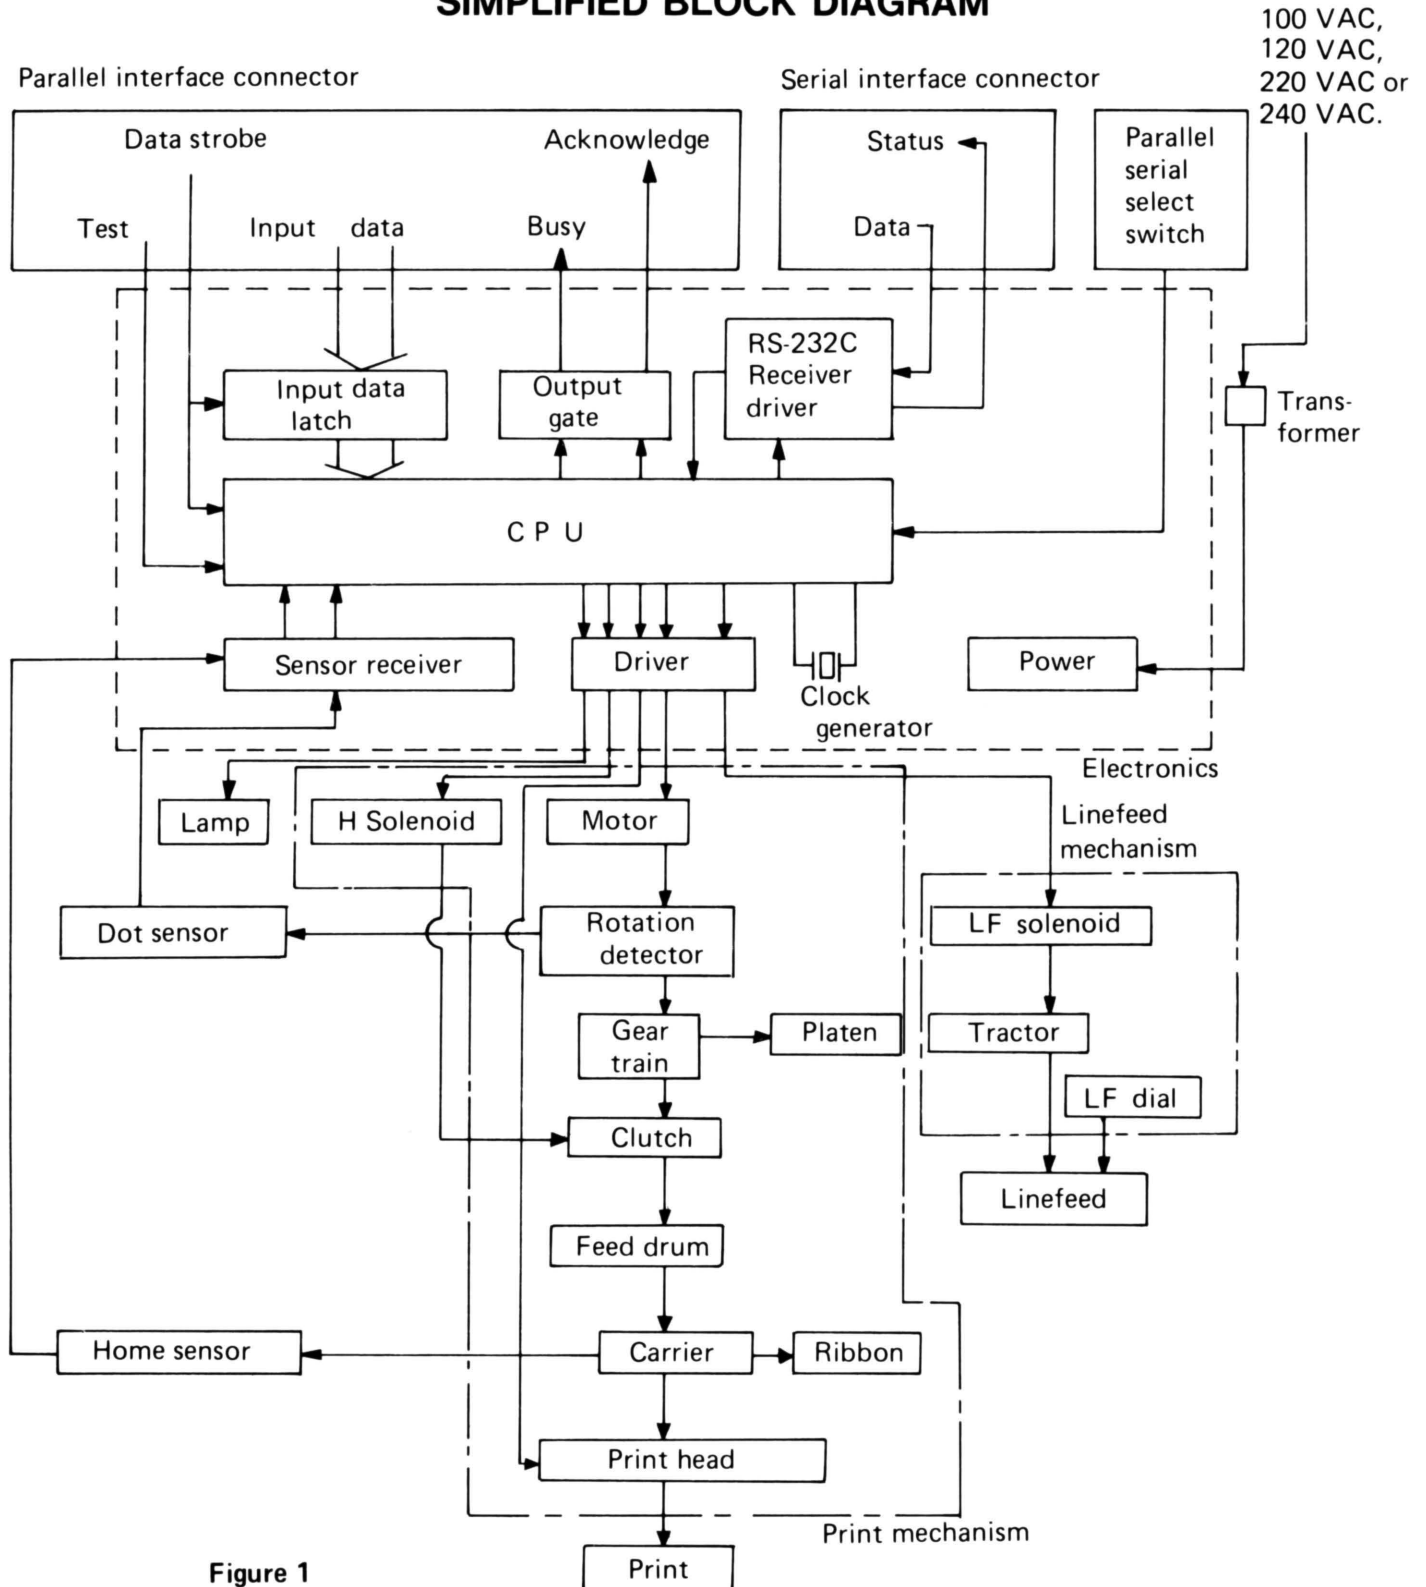 SIMPLIFIED BLOCK DIAGRAM
100 VAC,
120 VAC,
220 VAC or
240 VAC.
Parallel interface connector
Serial interface connector
Data strobe
Acknowledge
Test
Input data
Busy
Status
Data
Parallel
serial
select
switch
Input data
latch
Output
gate
RS-232C
Receiver
driver
Trans-
former
C P U
Sensor receiver
Driver
Clock
generator
Power
Electronics
Lamp
H Solenoid
Motor
Linefeed
mechanism
Dot sensor
Rotation
detector
LF solenoid
Gear
train
Platen
Tractor
LF dial
Clutch
Linefeed
Feed drum
Home sensor
Carrier
Ribbon
Print head
Print mechanism
Print
Figure 1